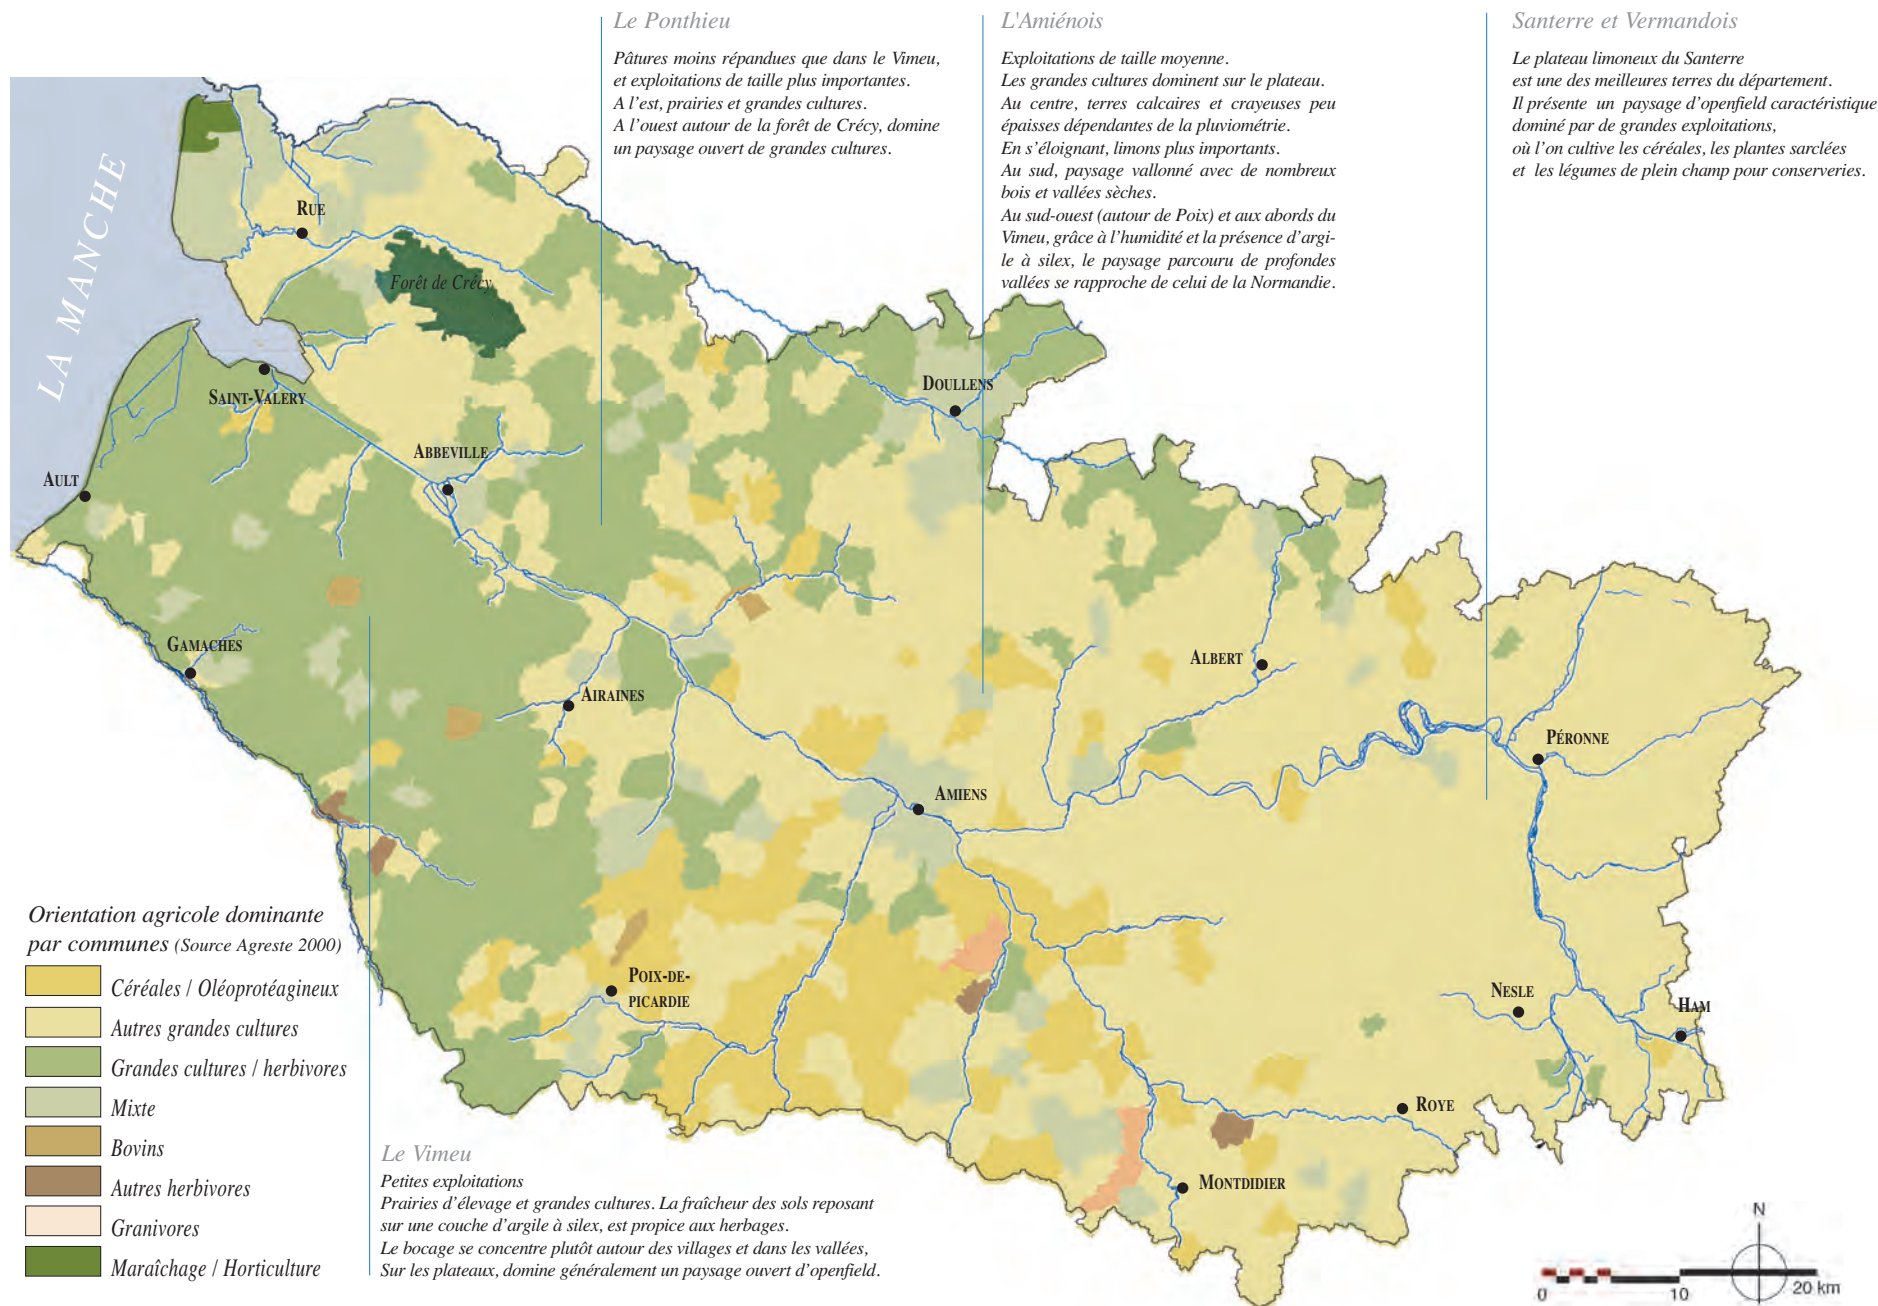 Le Ponthieu
Pâtures moins répandues que dans le Vimeu,
et exploitations de taille plus importantes.
A l'est, prairies et grandes cultures.
A l'ouest autour de la forêt de Crécy, domine
un paysage ouvert de grandes cultures.
L'Amiénois
Exploitations de taille moyenne.
Les grandes cultures dominent sur le plateau.
Au centre, terres calcaires et crayeuses peu
épaisses dépendantes de la pluviométrie.
En s'éloignant, limons plus importants.
Au sud, paysage vallonné avec de nombreux
bois et vallées sèches.
Au sud-ouest (autour de Poix) et aux abords du
Vimeu, grâce à l'humidité et la présence d'argi-
le à silex, le paysage parcouru de profondes
vallées se rapproche de celui de la Normandie.
Santerre et Vermandois
Le plateau limoneux du Santerre
est une des meilleures terres du département.
Il présente un paysage d'openfield caractéristique
dominé par de grandes exploitations,
où l'on cultive les céréales, les plantes sarclées
et les légumes de plein champ pour conserveries.
LA MANCHE
RUE
Forêt de Crécy
SAINT-VALERY
DOULLENS
ABBEVILLE
AULT
GAMACHES
AIRAINES
ALBERT
PÉRONNE
AMIENS
POIX-DE-
PICARDIE
NESLE
HAM
ROYE
MONTDIDIER
Orientation agricole dominante
par communes (Source Agreste 2000)
Céréales / Oléoprotéagineux
Autres grandes cultures
Grandes cultures / herbivores
Mixte
Bovins
Autres herbivores
Granivores
Maraîchage / Horticulture
Le Vimeu
Petites exploitations
Prairies d'élevage et grandes cultures. La fraîcheur des sols reposant
sur une couche d'argile à silex, est propice aux herbages.
Le bocage se concentre plutôt autour des villages et dans les vallées,
Sur les plateaux, domine généralement un paysage ouvert d'openfield.
N
0 10 20 km